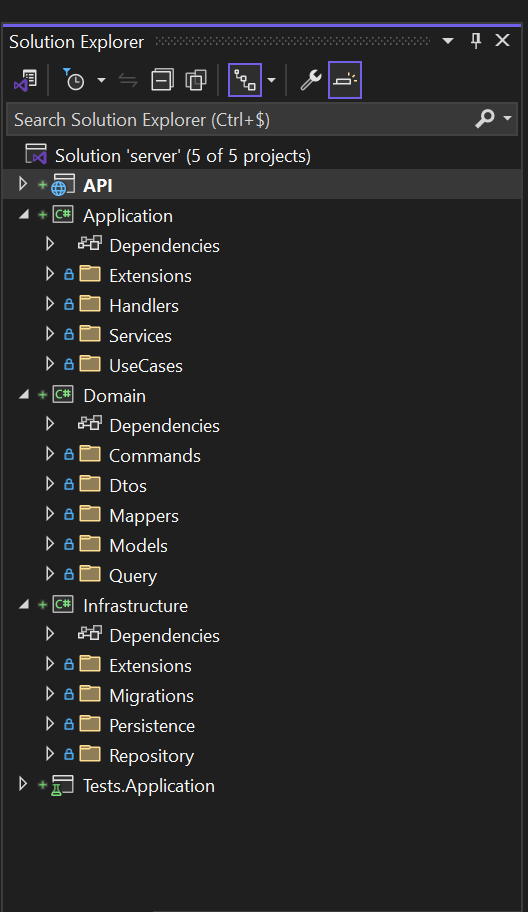 Solution Explorer
Search Solution Explorer (Ctrl+$)
Solution 'server' (5 of 5 projects)
API
C# Application
Dependencies
Extensions
Handlers
Services
UseCases
C# Domain
Dependencies
Commands
Dtos
Mappers
Models
Query
C# Infrastructure
Dependencies
Extensions
Migrations
Persistence
Repository
Tests.Application